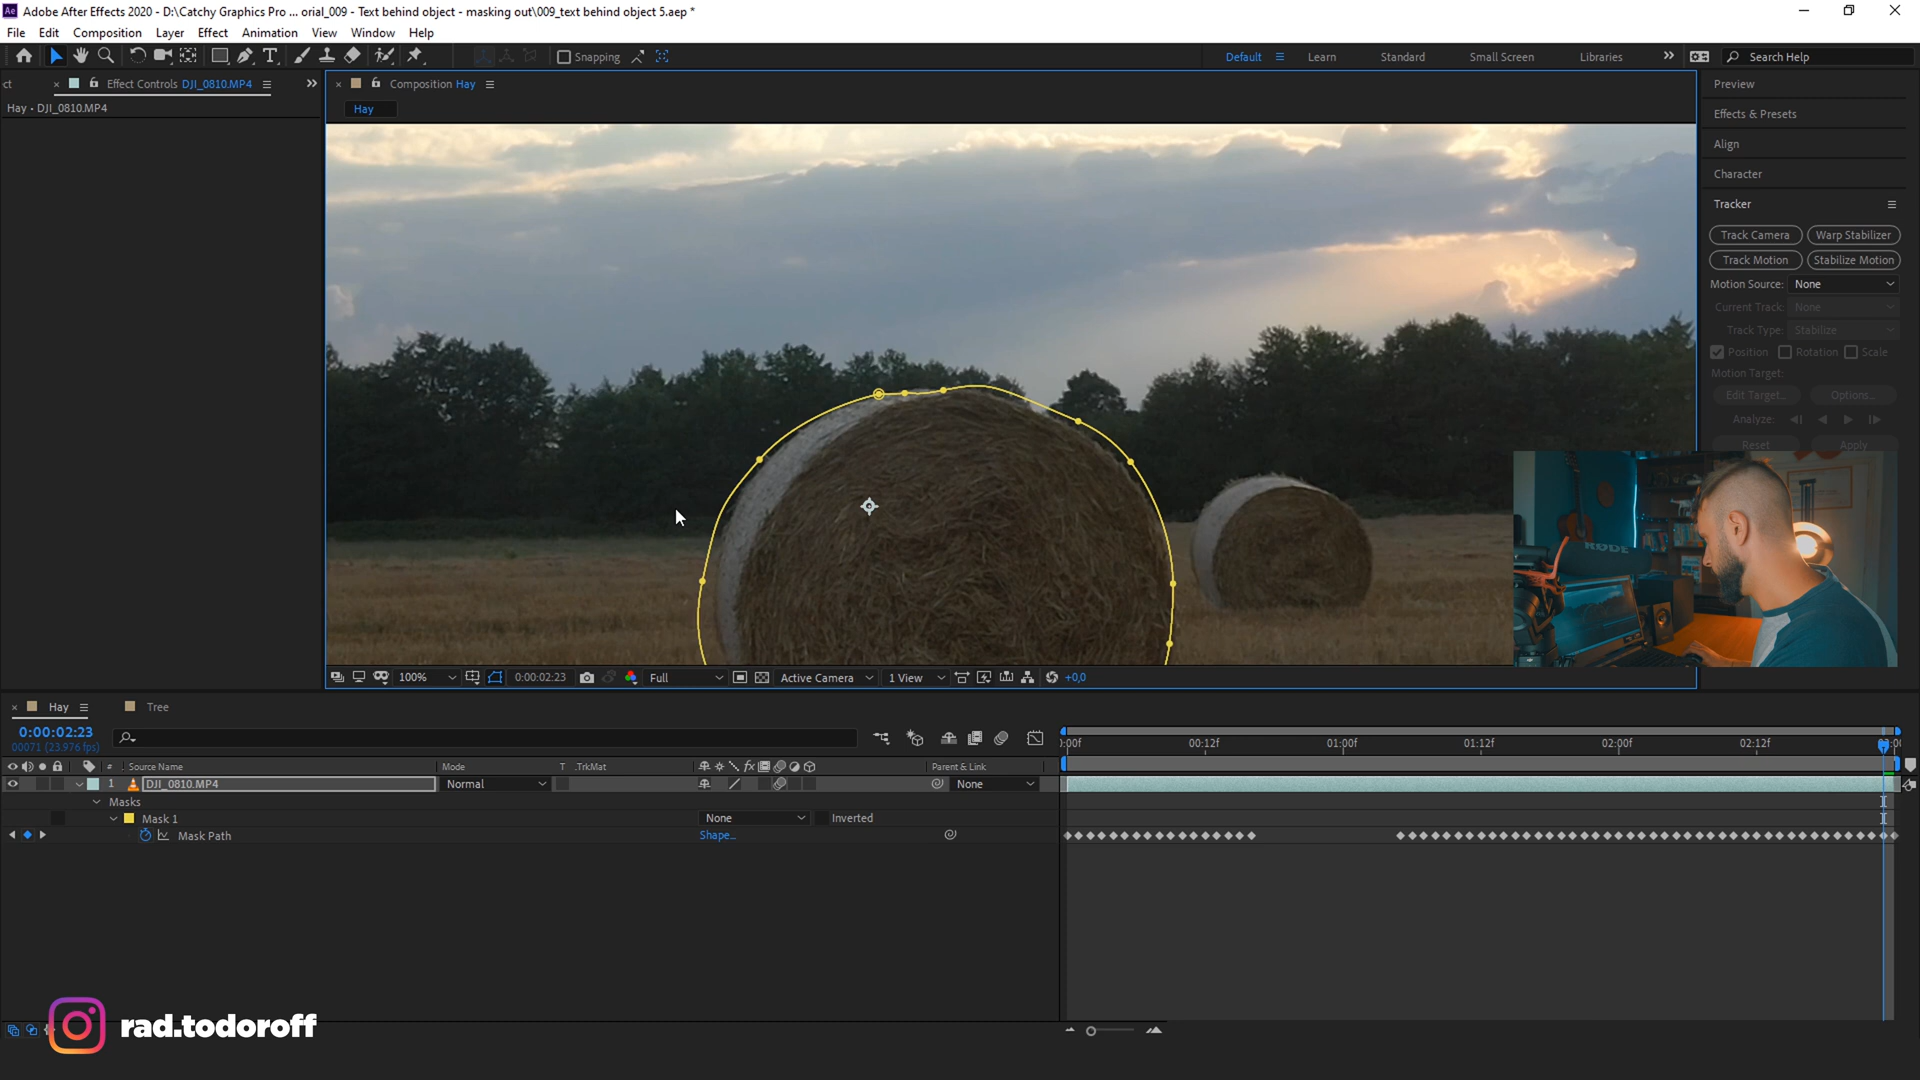 Adobe After Effects 2020 - D:\Catchy Graphics Pro ... orial_009 - Text behind object - masking out\009_text behind object 5.aep *
File Edit Composition Layer Effect Animation View Window Help
Snapping
Default Learn Standard Small Screen Libraries Search Help
ct Effect Controls DJI_0810.MP4
Composition Hay
Hay • DJI_0810.MP4
Hay
Preview
Effects & Presets
Align
Character
Tracker
Track Camera Warp Stabilizer
Track Motion Stabilize Motion
Motion Source: None
Current Track: None
Track Type: Stabilize
Position Rotation Scale
Motion Target:
Edit Target... Options...
Analyze:
Reset Apply
RODE
100% 0:00:02:23 Full Active Camera 1 View +0,0
Hay Tree
0:00:02:23
00071 (23.976 fps)
:00f 00:12f 01:00f 01:12f 02:00f 02:12f
# Source Name Mode T .TrkMat Parent & Link
1 DJI_0810.MP4 Normal None
Masks
Mask 1 None Inverted
Mask Path Shape...
rad.todoroff